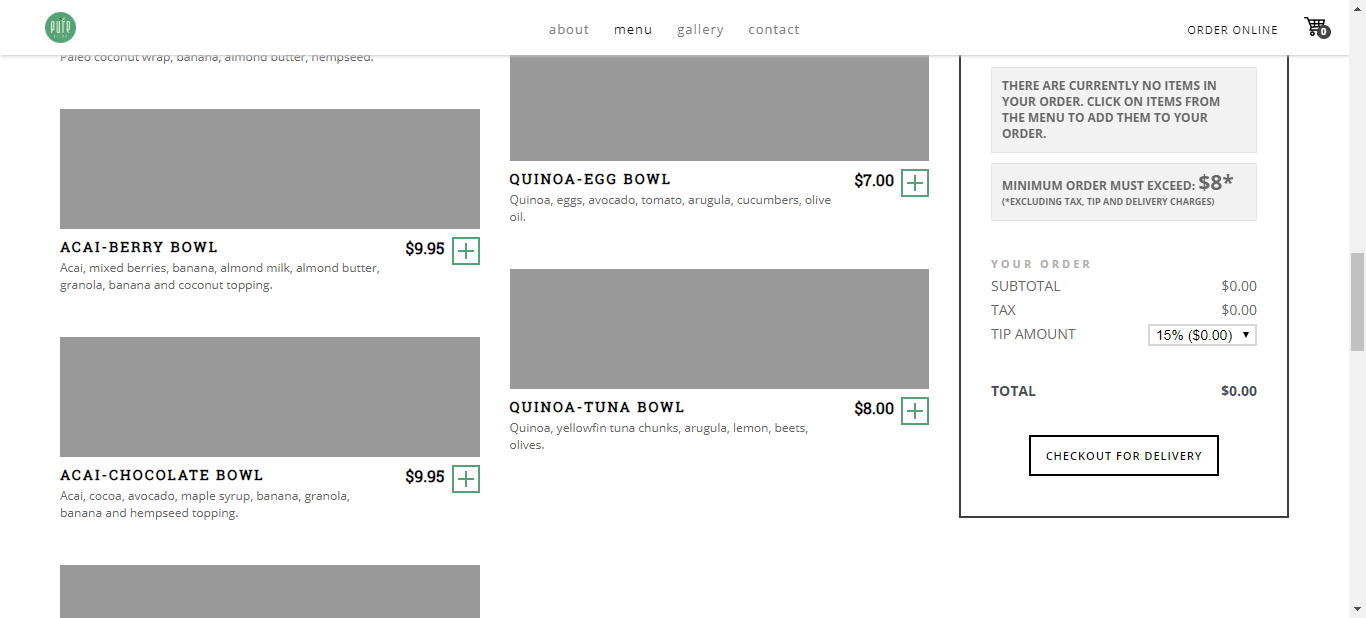 pure
about
menu
gallery
contact
ORDER ONLINE
0
Paleo coconut wrap, banana, almond butter, hempseed.
ACAI-BERRY BOWL
$9.95
Acai, mixed berries, banana, almond milk, almond butter,
granola, banana and coconut topping.
ACAI-CHOCOLATE BOWL
$9.95
Acai, cocoa, avocado, maple syrup, banana, granola,
banana and hempseed topping.
QUINOA-EGG BOWL
$7.00
Quinoa, eggs, avocado, tomato, arugula, cucumbers, olive
oil.
QUINOA-TUNA BOWL
$8.00
Quinoa, yellowfin tuna chunks, arugula, lemon, beets,
olives.
THERE ARE CURRENTLY NO ITEMS IN
YOUR ORDER. CLICK ON ITEMS FROM
THE MENU TO ADD THEM TO YOUR
ORDER.
MINIMUM ORDER MUST EXCEED: $8*
(*EXCLUDING TAX, TIP AND DELIVERY CHARGES)
YOUR ORDER
SUBTOTAL $0.00
TAX $0.00
TIP AMOUNT 15% ($0.00)
TOTAL $0.00
CHECKOUT FOR DELIVERY